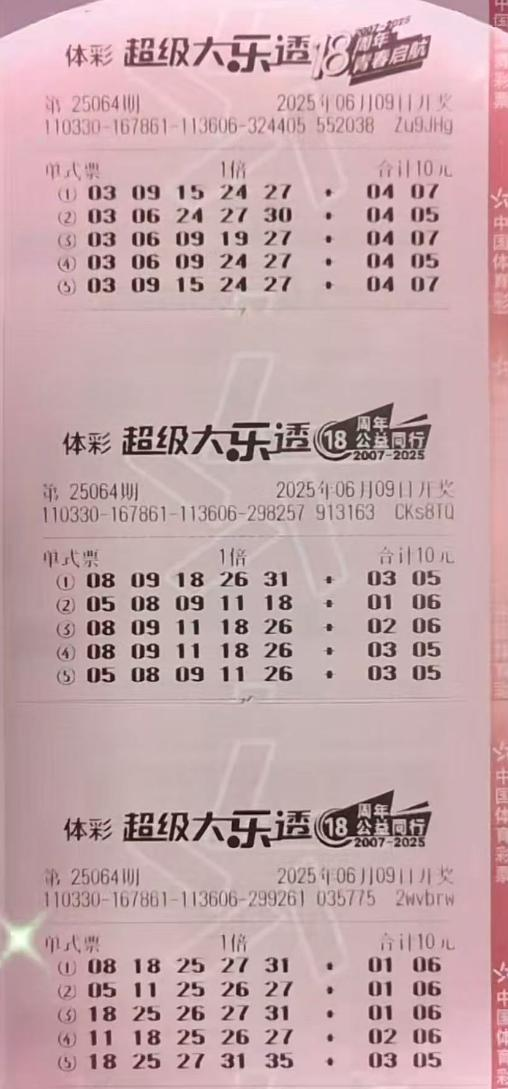 体彩 超级大乐透 18 周年 青春启航 2007-2025
第 25064期 2025年06月09日开奖
110330-167861-113606-324405 552038 Zu9JHg
单式票 1倍 合计10元
① 03 09 15 24 27 + 04 07
② 03 06 24 27 30 + 04 05
③ 03 06 09 19 27 + 04 07
④ 03 06 09 24 27 + 04 05
⑤ 03 09 15 24 27 + 04 07
体彩 超级大乐透 18 周年 公益同行 2007-2025
第 25064期 2025年06月09日开奖
110330-167861-113606-298257 913163 CKs8TQ
单式票 1倍 合计10元
① 08 09 18 26 31 + 03 05
② 05 08 09 11 18 + 01 06
③ 08 09 11 18 26 + 02 06
④ 08 09 11 18 26 + 03 05
⑤ 05 08 09 11 26 + 03 05
体彩 超级大乐透 18 周年 公益同行 2007-2025
第 25064期 2025年06月09日开奖
110330-167861-113606-299261 035775 2wvbrw
单式票 1倍 合计10元
① 08 18 25 27 31 + 01 06
② 05 11 25 26 27 + 01 06
③ 18 25 26 27 31 + 01 06
④ 11 18 25 26 27 + 02 06
⑤ 18 25 27 31 35 + 03 05
中国体育彩
中国体育彩票
中国体育彩